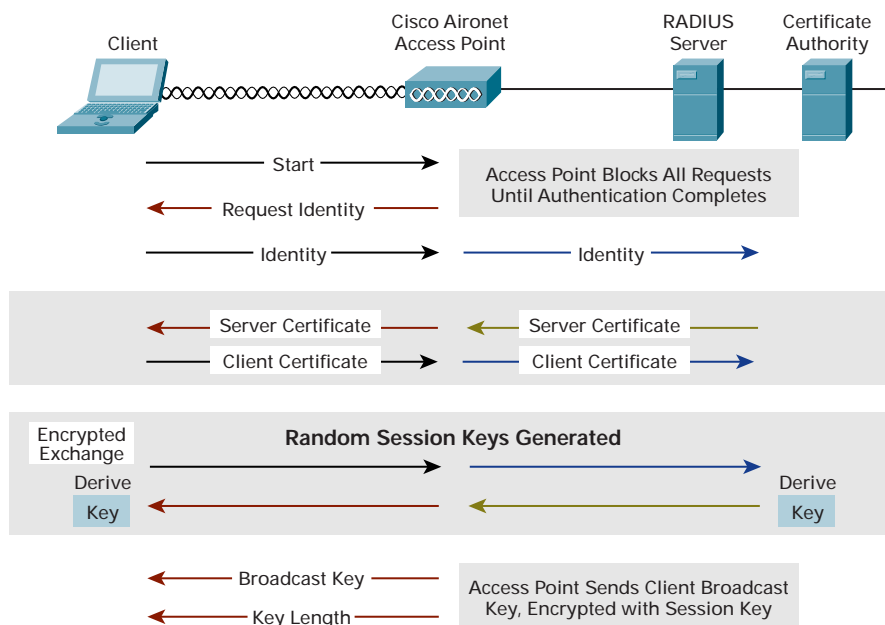 Client
Cisco Aironet
Access Point
RADIUS
Server
Certificate
Authority
Start
Access Point Blocks All Requests
Until Authentication Completes
Request Identity
Identity
Identity
Server Certificate
Server Certificate
Client Certificate
Client Certificate
Encrypted
Exchange
Random Session Keys Generated
Derive
Key
Derive
Key
Broadcast Key
Access Point Sends Client Broadcast
Key, Encrypted with Session Key
Key Length